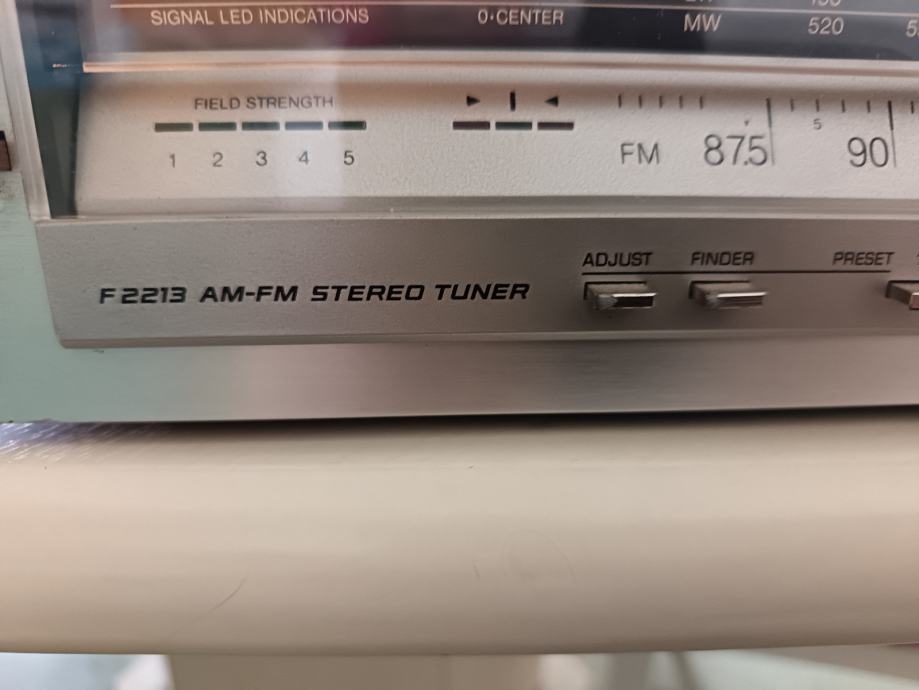 SIGNAL LED INDICATIONS 0·CENTER MW 520
FIELD STRENGTH
5
1 2 3 4 5 FM 87.5 90
ADJUST FINDER PRESET
F2213 AM-FM STEREO TUNER